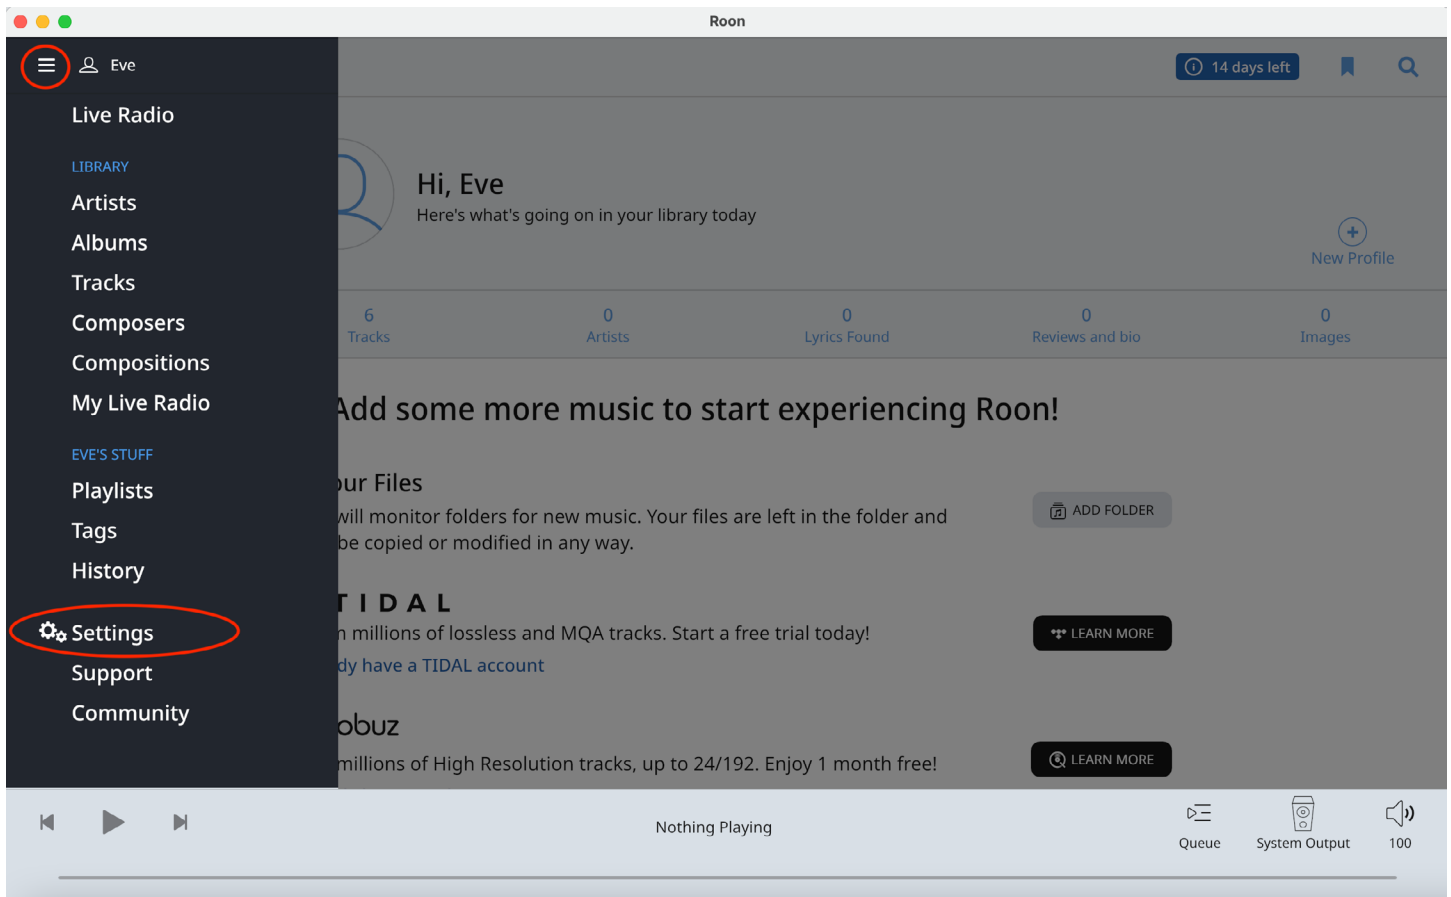 Roon
Eve
14 days left
Live Radio
LIBRARY
Artists
Albums
Tracks
Composers
Compositions
My Live Radio
EVE'S STUFF
Playlists
Tags
History
Settings
Support
Community
Hi, Eve
Here's what's going on in your library today
New Profile
6
Tracks
0
Artists
0
Lyrics Found
0
Reviews and bio
0
Images
Add some more music to start experiencing Roon!
our Files
will monitor folders for new music. Your files are left in the folder and
be copied or modified in any way.
ADD FOLDER
TIDAL
millions of lossless and MQA tracks. Start a free trial today!
dy have a TIDAL account
LEARN MORE
obuz
millions of High Resolution tracks, up to 24/192. Enjoy 1 month free!
LEARN MORE
Nothing Playing
Queue
System Output
100